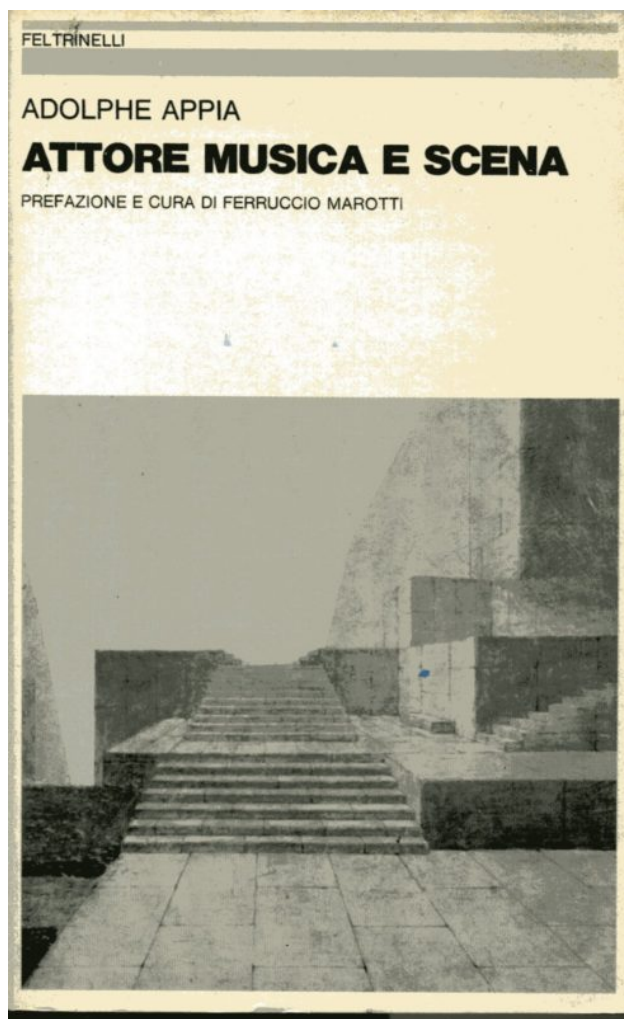 FELTRINELLI
ADOLPHE APPIA
ATTORE MUSICA E SCENA
PREFAZIONE E CURA DI FERRUCCIO MAROTTI